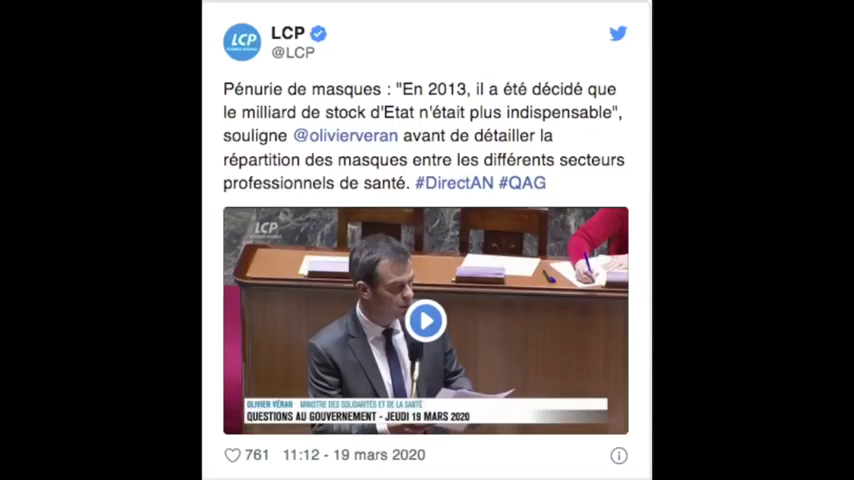 LCP
LCP
@LCP
Pénurie de masques : "En 2013, il a été décidé que
le milliard de stock d'Etat n'était plus indispensable",
souligne @olivierveran avant de détailler la
répartition des masques entre les différents secteurs
professionnels de santé. #DirectAN #QAG
LCP
OLIVIER VÉRAN MINISTRE DES SOLIDARITÉS ET DE LA SANTÉ
QUESTIONS AU GOUVERNEMENT - JEUDI 19 MARS 2020
761 11:12 - 19 mars 2020